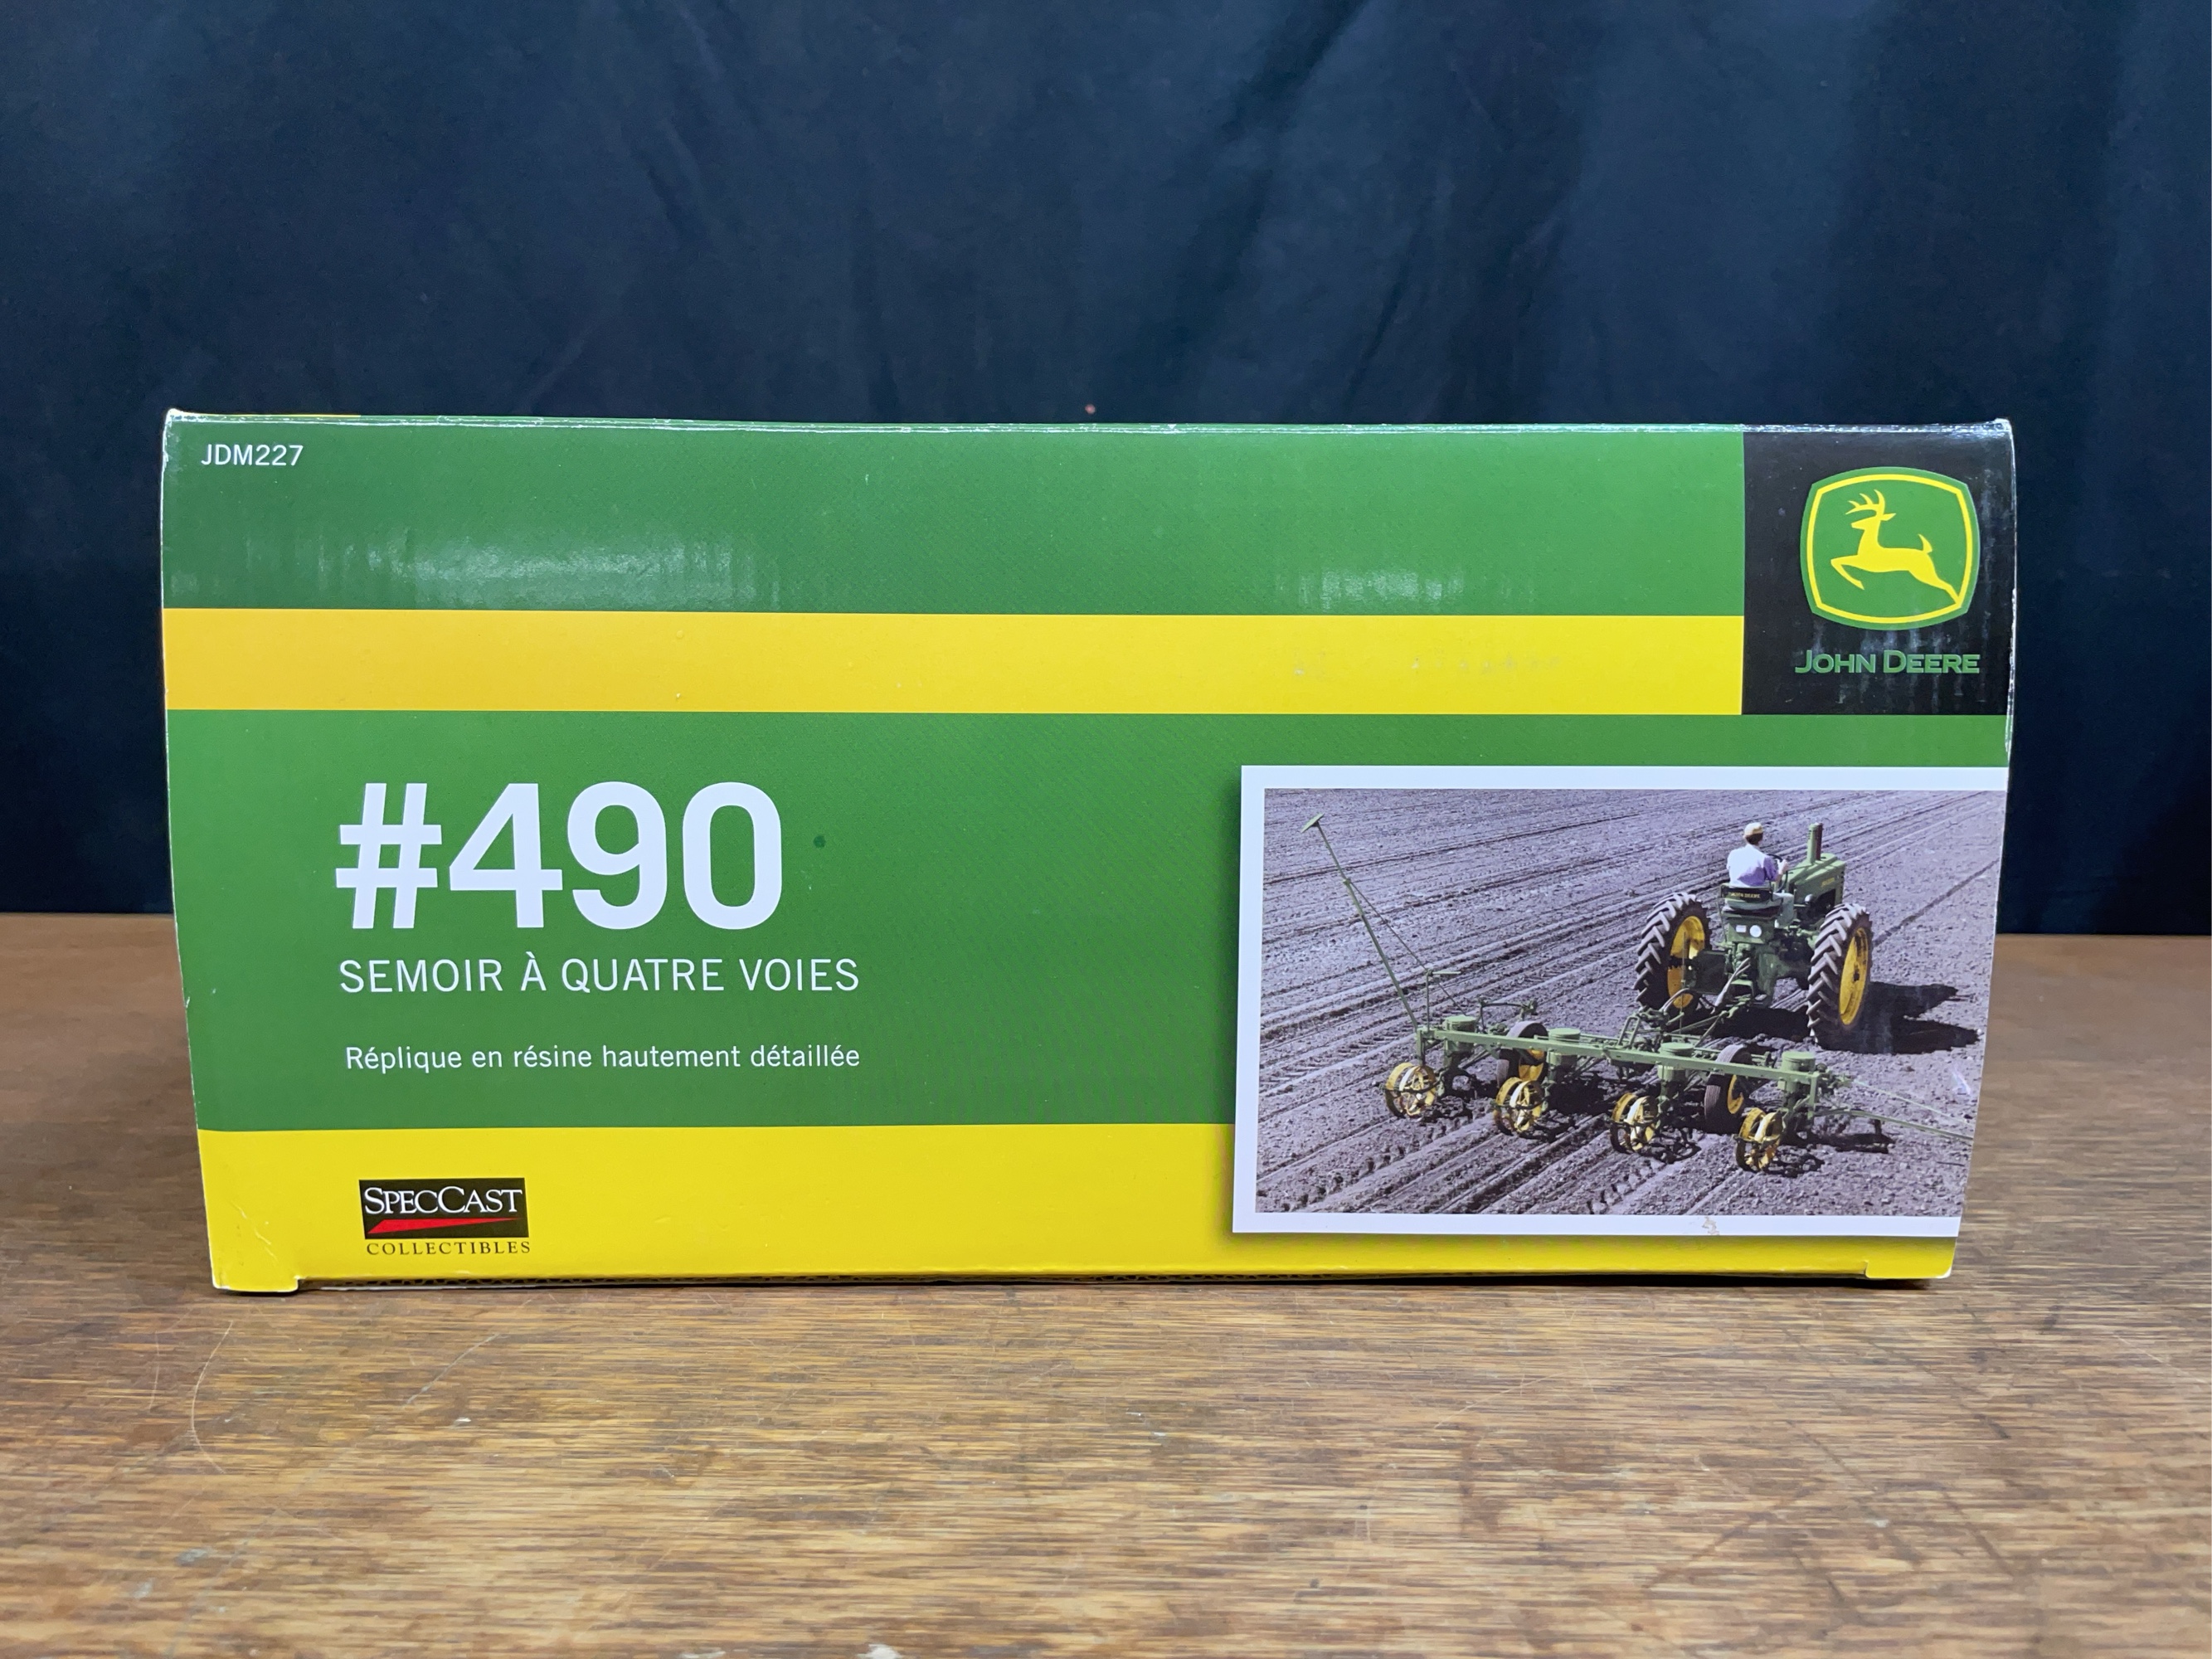 JDM227
JOHN DEERE
#490
SEMOIR À QUATRE VOIES
Réplique en résine hautement détaillée
SPECCAST
COLLECTIBLES